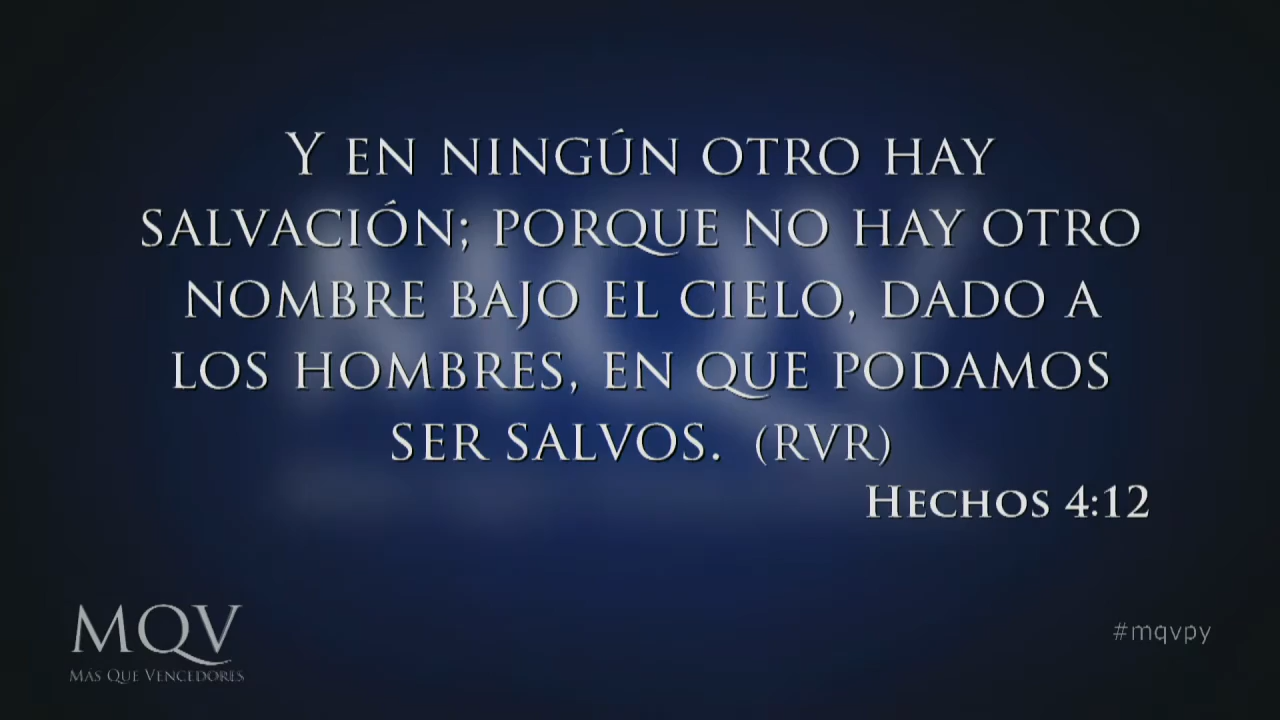 Y EN NINGÚN OTRO HAY
SALVACIÓN; PORQUE NO HAY OTRO
NOMBRE BAJO EL CIELO, DADO A
LOS HOMBRES, EN QUE PODAMOS
SER SALVOS. (RVR)
HECHOS 4:12
MQV
MÁS QUE VENCEDORES
#mqvpy